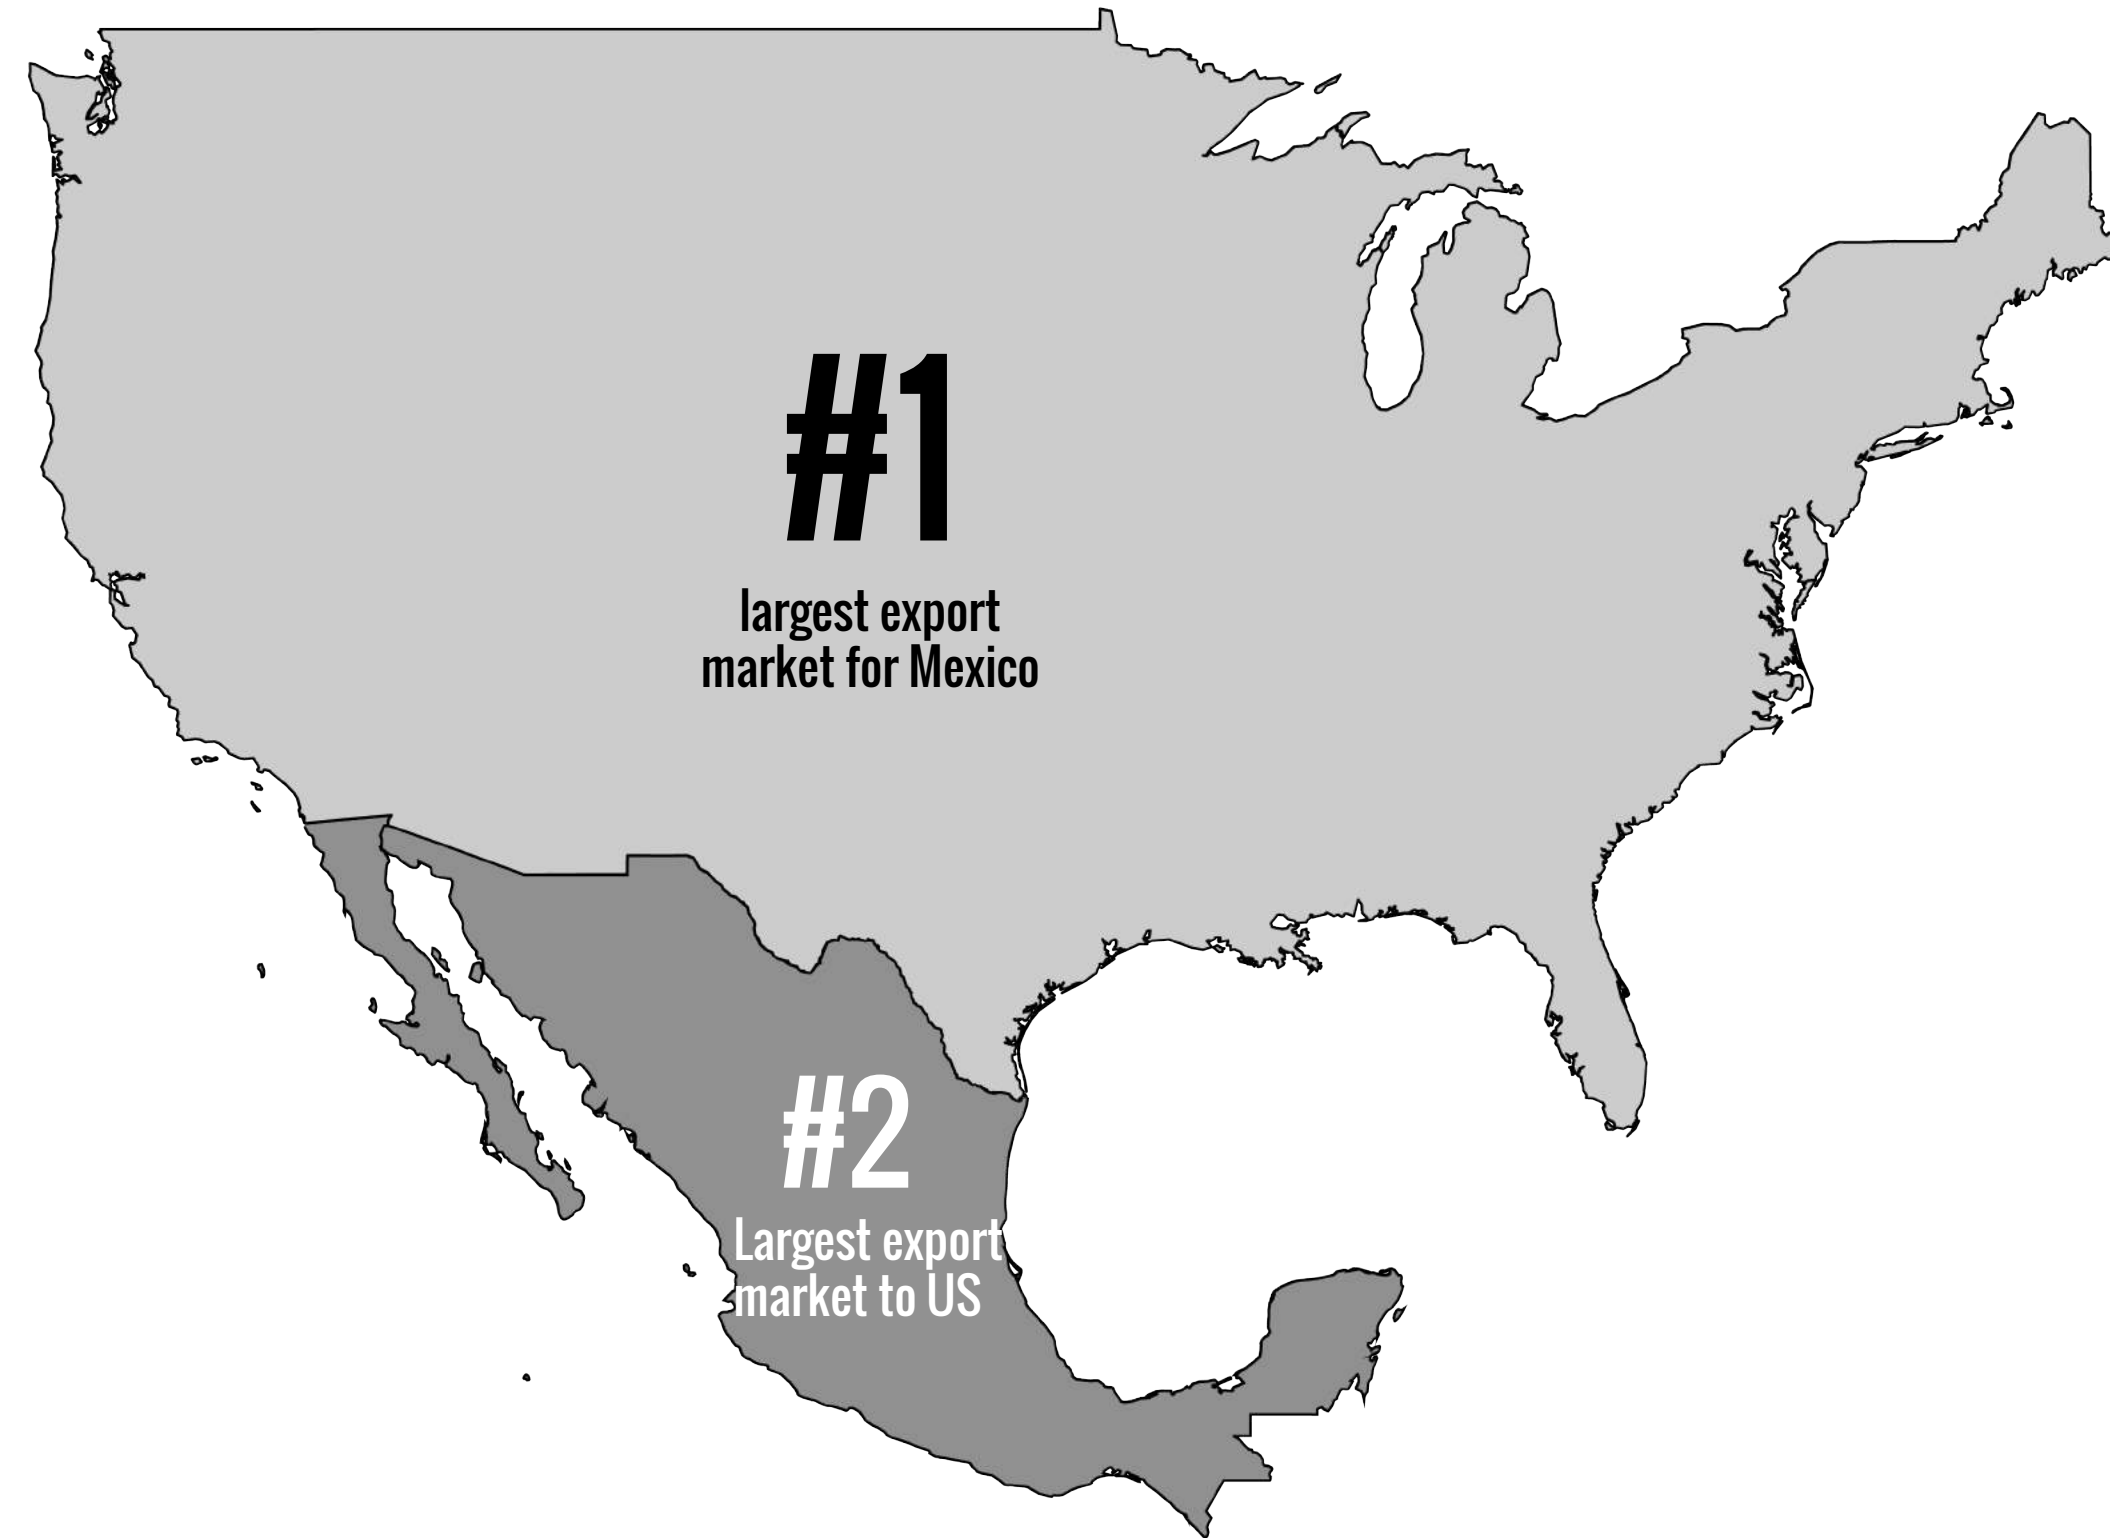 #1
largest export
market for Mexico
#2
Largest export
market to US